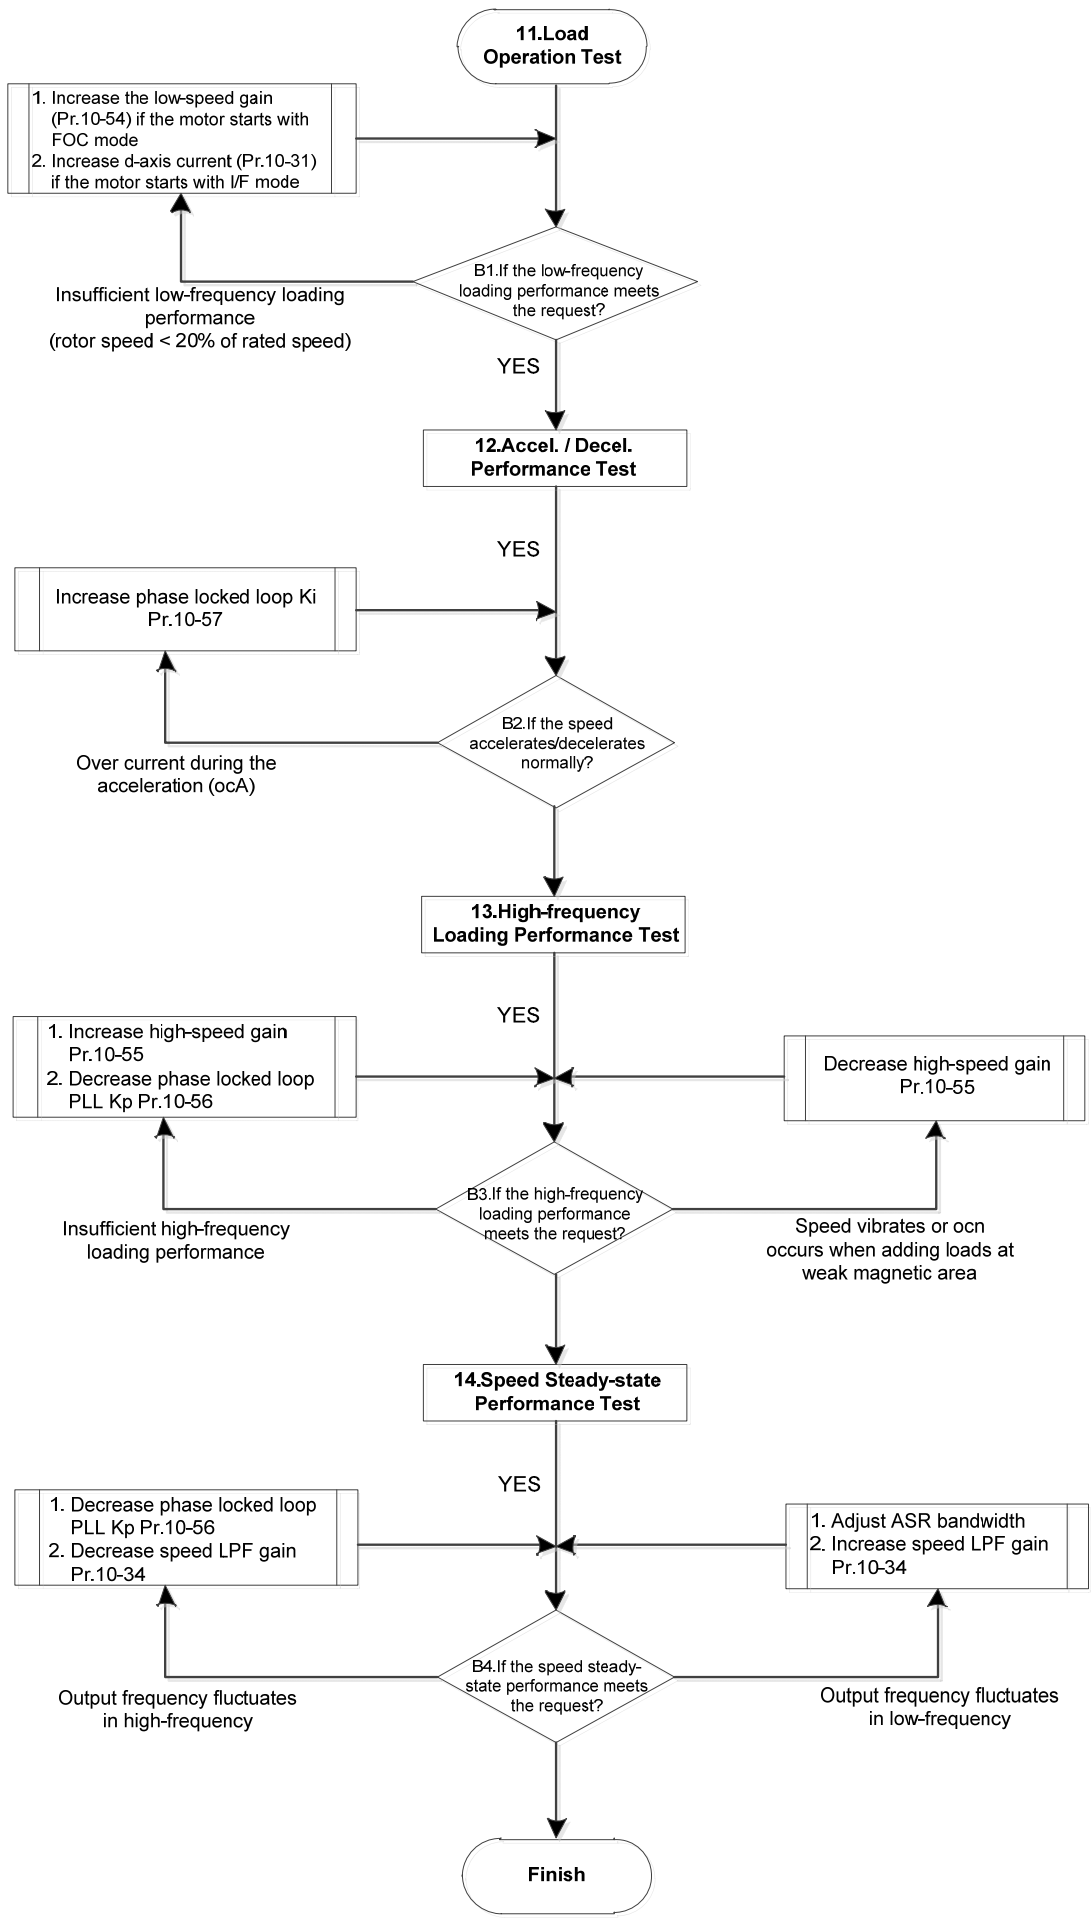 11.Load
Operation Test
1. Increase the low-speed gain
(Pr.10-54) if the motor starts with
FOC mode
2. Increase d-axis current (Pr.10-31)
if the motor starts with I/F mode
B1.If the low-frequency
loading performance meets
the request?
Insufficient low-frequency loading
performance
(rotor speed < 20% of rated speed)
YES
12.Accel. / Decel.
Performance Test
YES
Increase phase locked loop Ki
Pr.10-57
B2.If the speed
accelerates/decelerates
normally?
Over current during the
acceleration (ocA)
13.High-frequency
Loading Performance Test
YES
1. Increase high-speed gain
Pr.10-55
2. Decrease phase locked loop
PLL Kp Pr.10-56
Decrease high-speed gain
Pr.10-55
B3.If the high-frequency
loading performance
meets the request?
Insufficient high-frequency
loading performance
Speed vibrates or ocn
occurs when adding loads at
weak magnetic area
14.Speed Steady-state
Performance Test
YES
1. Decrease phase locked loop
PLL Kp Pr.10-56
2. Decrease speed LPF gain
Pr.10-34
1. Adjust ASR bandwidth
2. Increase speed LPF gain
Pr.10-34
B4.If the speed steady-
state performance meets
the request?
Output frequency fluctuates
in high-frequency
Output frequency fluctuates
in low-frequency
Finish